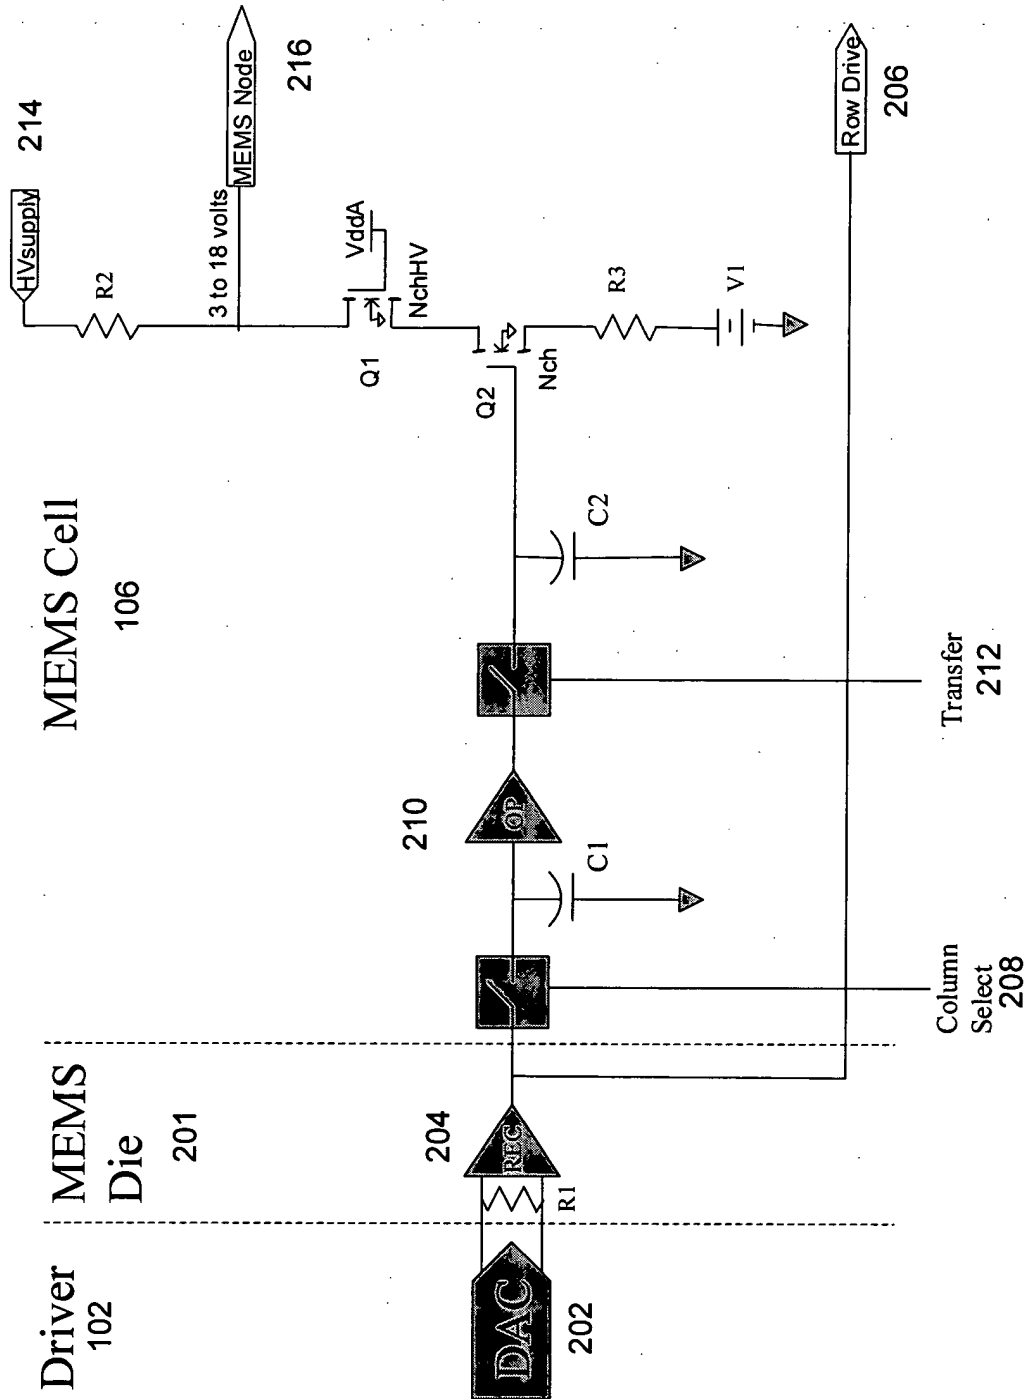 Driver
102
MEMS
Die
201
MEMS Cell
106
DAC
202
204
REC
R1
Column
Select
208
C1
210
OP
Transfer
212
C2
Q2
Nch
Q1
NchHV
VddA
R3
V1
R2
HVsupply
214
3 to 18 volts
MEMS Node
216
Row Drive
206